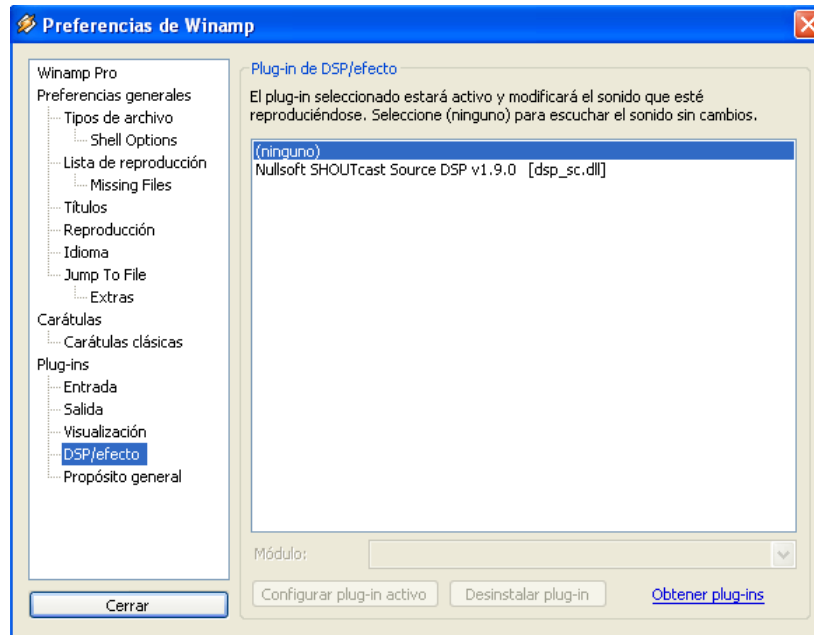 Preferencias de Winamp
Winamp Pro
Preferencias generales
Tipos de archivo
Shell Options
Lista de reproducción
Missing Files
Títulos
Reproducción
Idioma
Jump To File
Extras
Carátulas
Carátulas clásicas
Plug-ins
Entrada
Salida
Visualización
DSP/efecto
Propósito general
Cerrar
Plug-in de DSP/efecto
El plug-in seleccionado estará activo y modificará el sonido que esté
reproduciéndose. Seleccione (ninguno) para escuchar el sonido sin cambios.
(ninguno)
Nullsoft SHOUTcast Source DSP v1.9.0 [dsp_sc.dll]
Módulo:
Configurar plug-in activo
Desinstalar plug-in
Obtener plug-ins